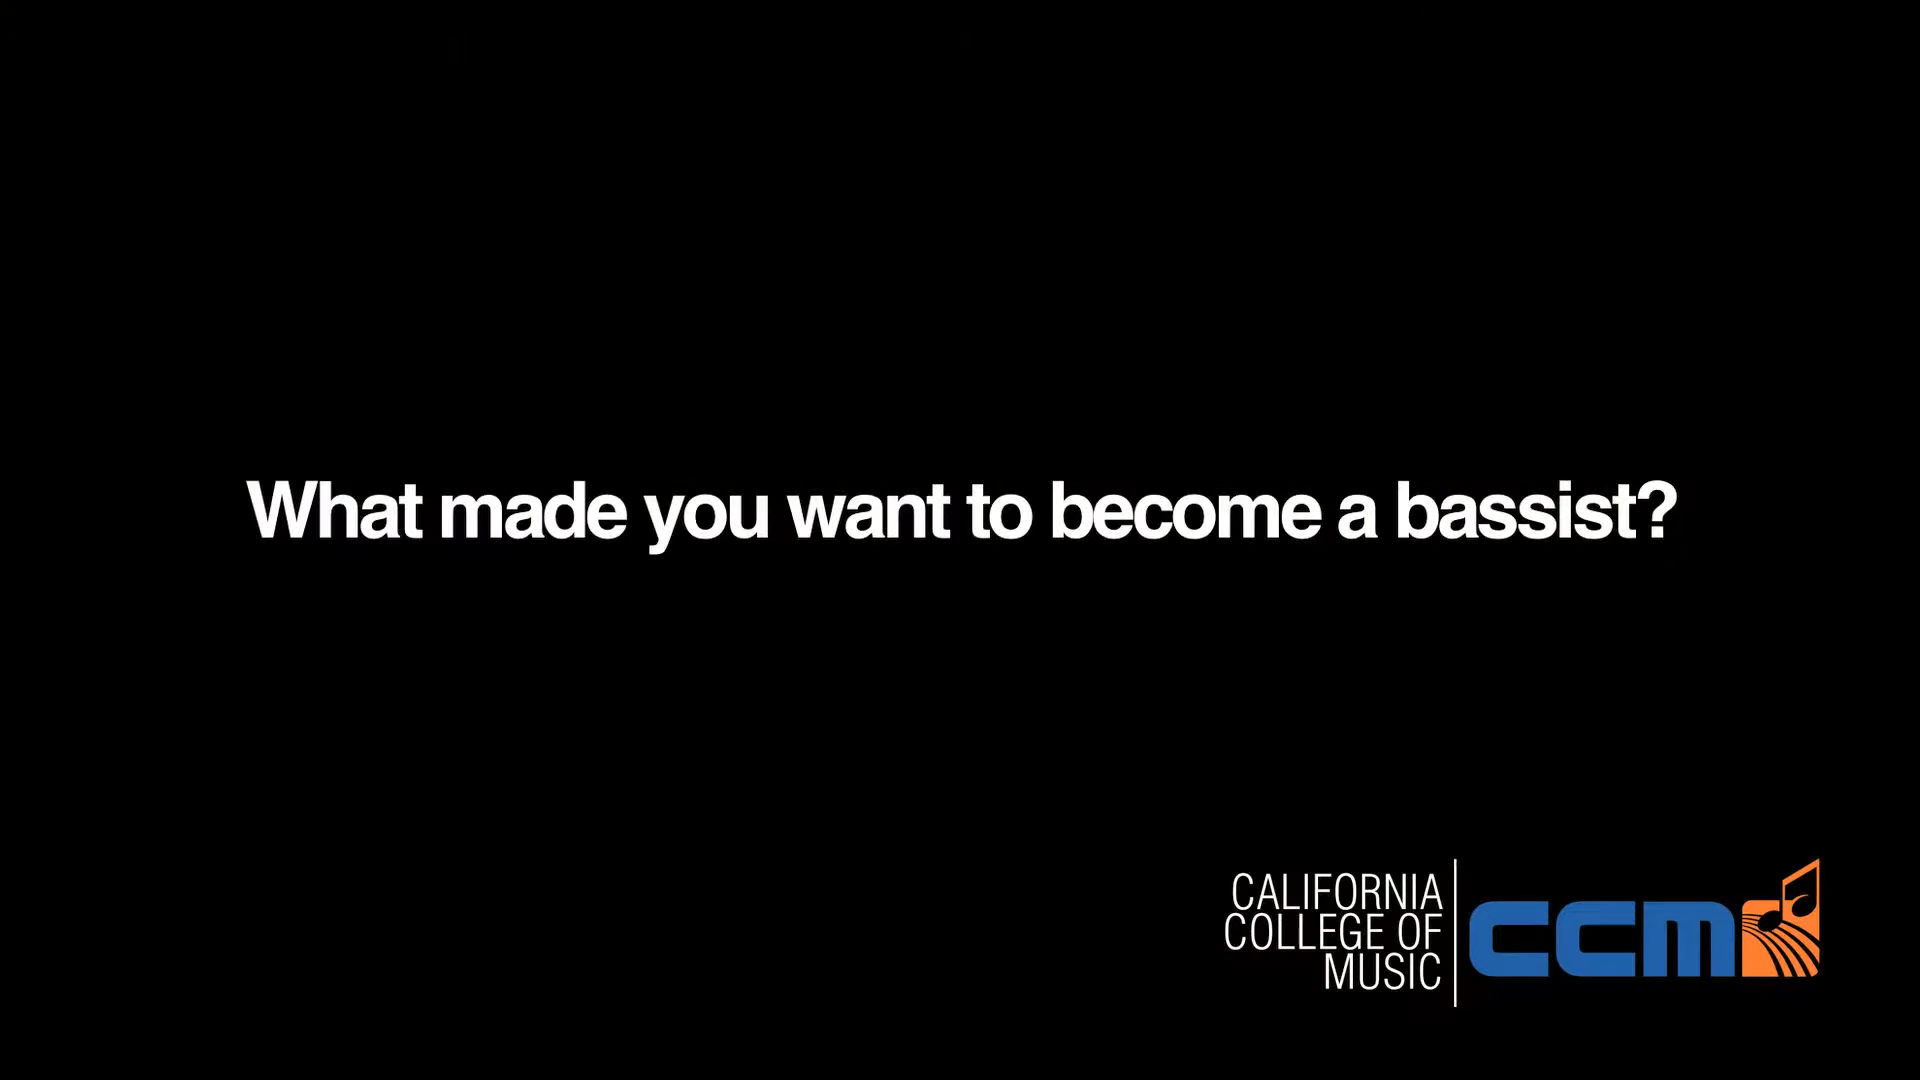 What made you want to become a bassist?
CALIFORNIA
COLLEGE OF
MUSIC
CCM